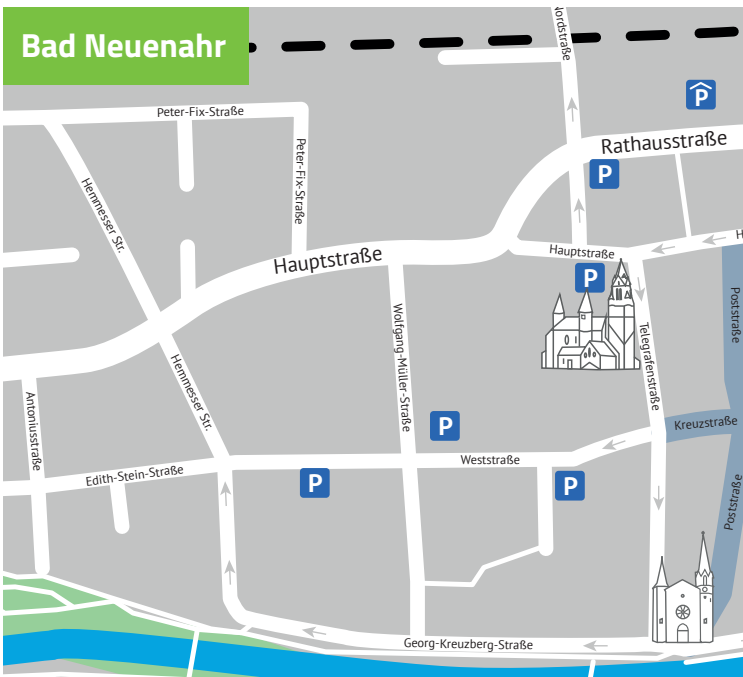 Bad Neuenahr
Nordstraße
P
Peter-Fix-Straße
Rathausstraße
Peter-Fix-Straße
P
Hemmesser Str.
Hauptstraße
H
Hauptstraße
P
Poststraße
Wolfgang-Müller-Straße
Telegrafenstraße
Hemmesser Str.
Antoniusstraße
P
Kreuzstraße
Weststraße
Edith-Stein-Straße
P
P
Poststraße
Georg-Kreuzberg-Straße